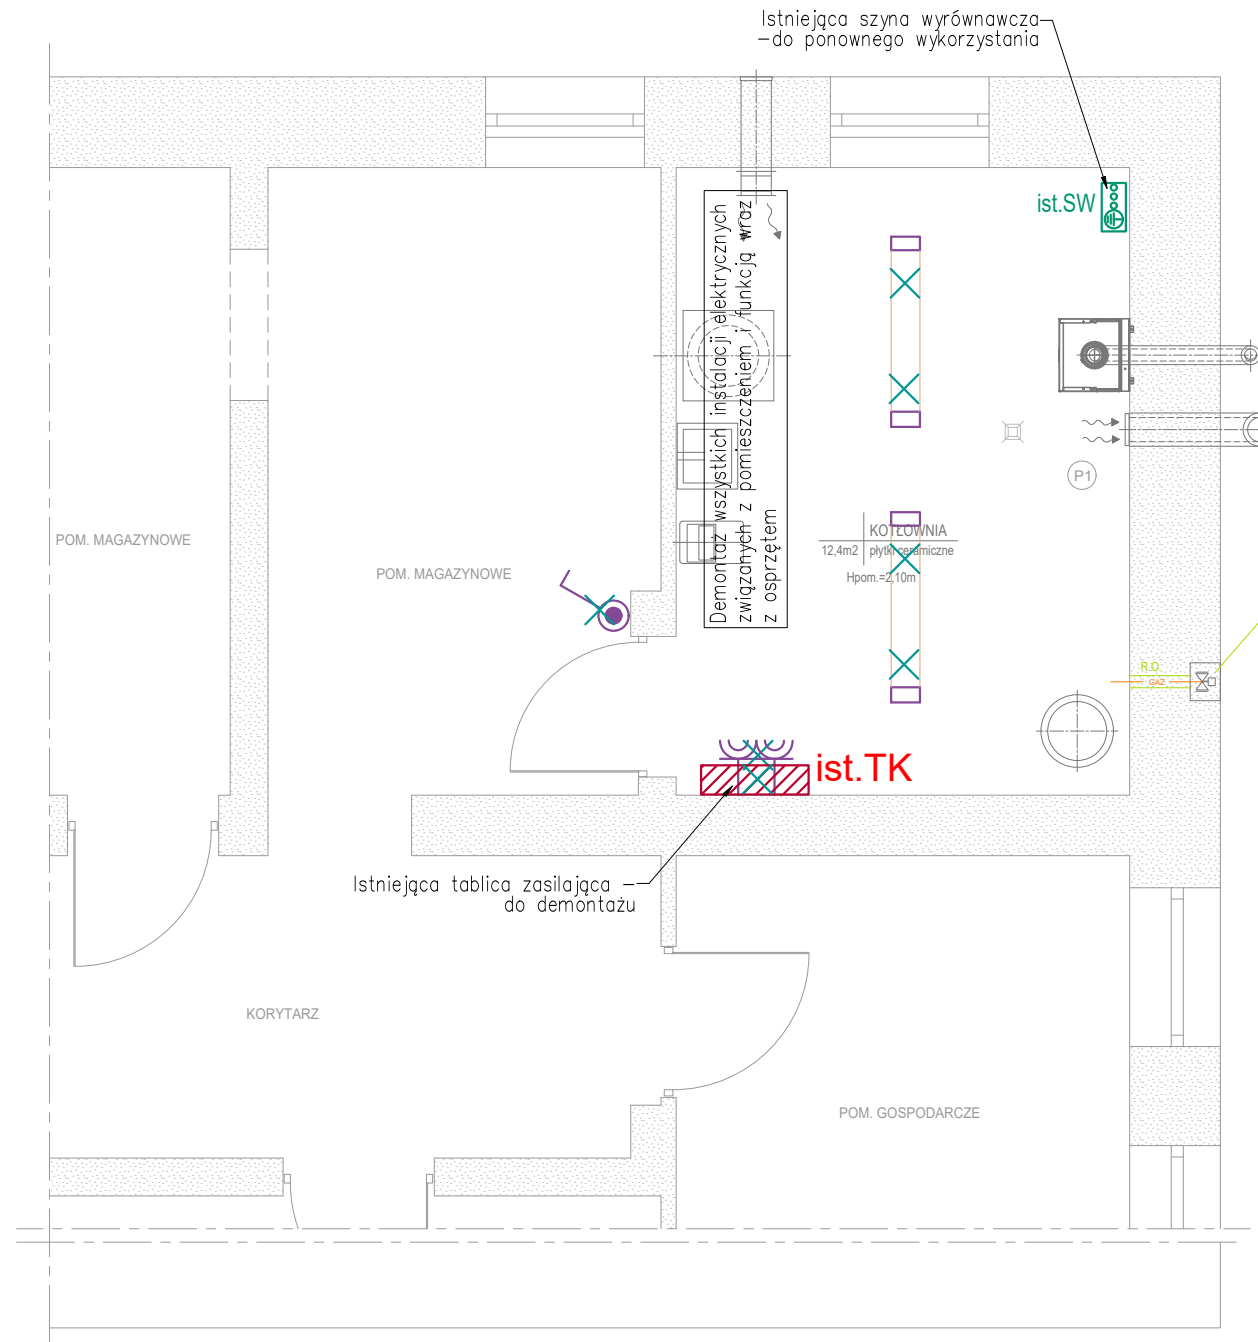 Istniejąca szyna wyrównawcza
-do ponownego wykorzystania
ist.SW
Demontaż wszystkich instalacji elektrycznych
związanych z pomieszczeniem i funkcją wraz
z osprzętem
P1
KOTŁOWNIA
12,4m2
płytki ceramiczne
Hpom.=2,10m
POM. MAGAZYNOWE
POM. MAGAZYNOWE
R.O.
GAZ
ist.TK
Istniejąca tablica zasilająca -
do demontażu
KORYTARZ
POM. GOSPODARCZE